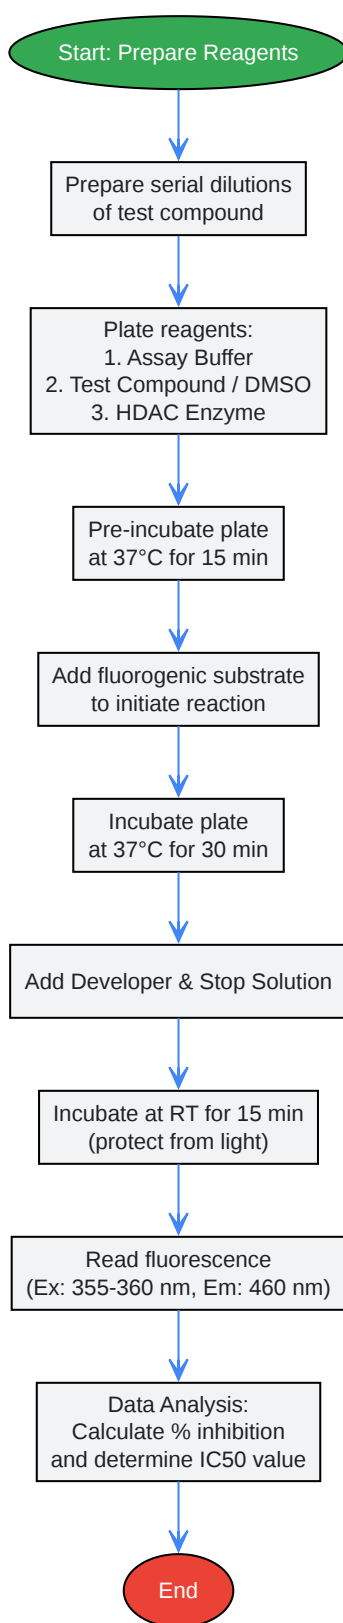 Start: Prepare Reagents
Prepare serial dilutions
of test compound
Plate reagents:
1. Assay Buffer
2. Test Compound / DMSO
3. HDAC Enzyme
Pre-incubate plate
at 37°C for 15 min
Add fluorogenic substrate
to initiate reaction
Incubate plate
at 37°C for 30 min
Add Developer & Stop Solution
Incubate at RT for 15 min
(protect from light)
Read fluorescence
(Ex: 355-360 nm, Em: 460 nm)
Data Analysis:
Calculate % inhibition
and determine IC50 value
End